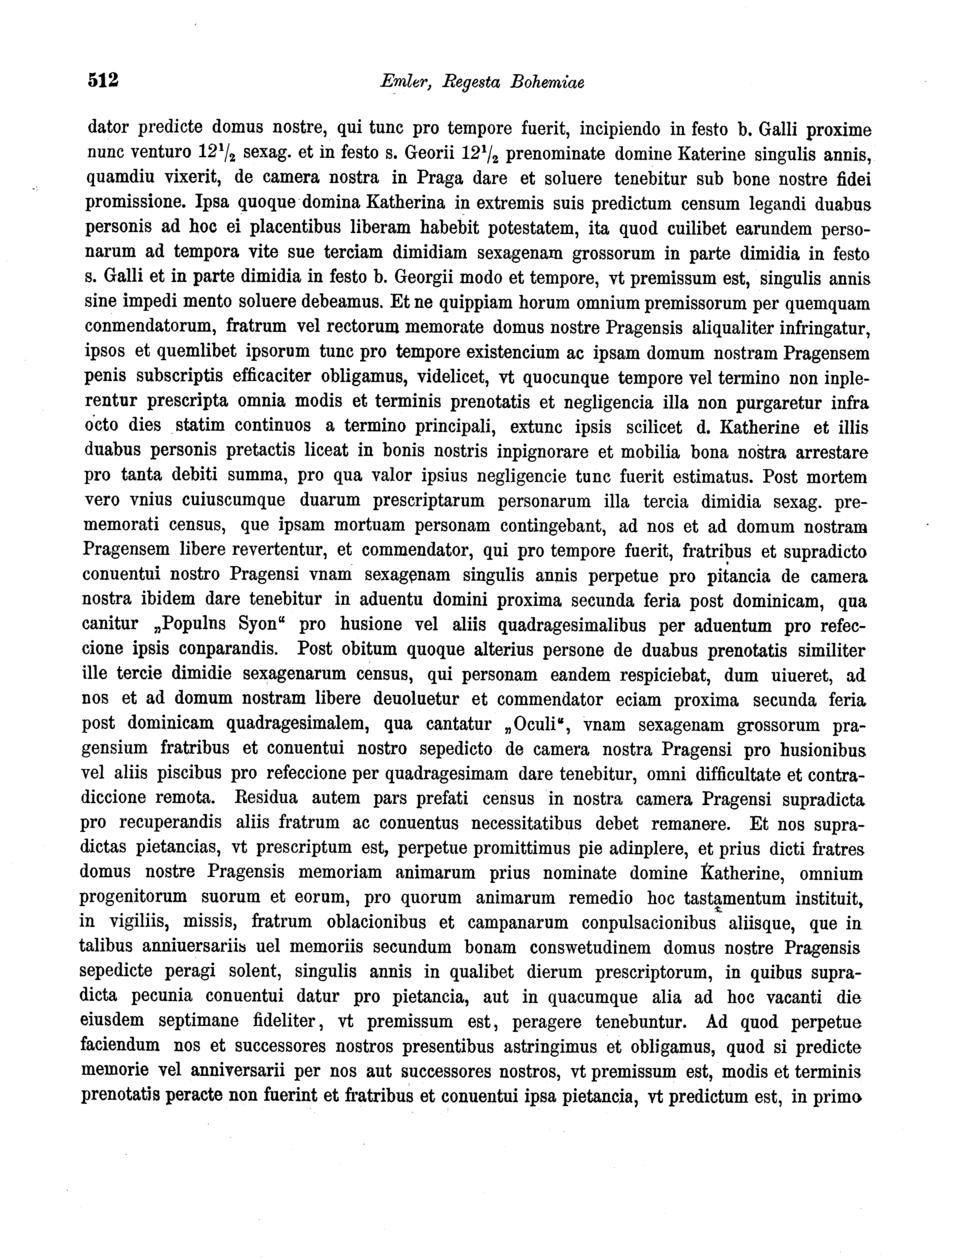 512 Emler, Regesta Bohemiae
dator predicte domus nostre, qui tunc pro tempore fuerit, incipiendo in festo b. Galli proxime
nunc venturo 12¹/₂ sexag. et in festo s. Georii 12¹/₂ prenominate domine Katerine singulis annis,
quamdiu vixerit, de camera nostra in Praga dare et soluere tenebitur sub bone nostre fidei
promissione. Ipsa quoque domina Katherina in extremis suis predictum censum legandi duabus
personis ad hoc ei placentibus liberam habebit potestatem, ita quod cuilibet earundem perso-
narum ad tempora vite sue terciam dimidiam sexagenam grossorum in parte dimidia in festo
s. Galli et in parte dimidia in festo b. Georgii modo et tempore, vt premissum est, singulis annis
sine impedi mento soluere debeamus. Et ne quippiam horum omnium premissorum per quemquam
conmendatorum, fratrum vel rectorum memorate domus nostre Pragensis aliqualiter infringatur,
ipsos et quemlibet ipsorum tunc pro tempore existencium ac ipsam domum nostram Pragensem
penis subscriptis efficaciter obligamus, videlicet, vt quocunque tempore vel termino non inple-
rentur prescripta omnia modis et terminis prenotatis et negligencia illa non purgaretur infra
octo dies statim continuos a termino principali, extunc ipsis scilicet d. Katherine et illis
duabus personis pretactis liceat in bonis nostris inpignorare et mobilia bona nostra arrestare
pro tanta debiti summa, pro qua valor ipsius negligencie tunc fuerit estimatus. Post mortem
vero vnius cuiuscumque duarum prescriptarum personarum illa tercia dimidia sexag. pre-
memorati census, que ipsam mortuam personam contingebant, ad nos et ad domum nostram
Pragensem libere revertentur, et commendator, qui pro tempore fuerit, fratribus et supradicto
conuentui nostro Pragensi vnam sexagenam singulis annis perpetue pro pitancia de camera
nostra ibidem dare tenebitur in aduentu domini proxima secunda feria post dominicam, qua
canitur „Populns Syon“ pro husione vel aliis quadragesimalibus per aduentum pro refec-
cione ipsis conparandis. Post obitum quoque alterius persone de duabus prenotatis similiter
ille tercie dimidie sexagenarum census, qui personam eandem respiciebat, dum uiueret, ad
nos et ad domum nostram libere deuoluetur et commendator eciam proxima secunda feria
post dominicam quadragesimalem, qua cantatur „Oculi“, vnam sexagenam grossorum pra-
gensium fratribus et conuentui nostro sepedicto de camera nostra Pragensi pro husionibus
vel aliis piscibus pro refeccione per quadragesimam dare tenebitur, omni difficultate et contra-
diccione remota. Residua autem pars prefati census in nostra camera Pragensi supradicta
pro recuperandis aliis fratrum ac conuentus necessitatibus debet remanere. Et nos supra-
dictas pietancias, vt prescriptum est, perpetue promittimus pie adinplere, et prius dicti fratres
domus nostre Pragensis memoriam animarum prius nominate domine Katherine, omnium
progenitorum suorum et eorum, pro quorum animarum remedio hoc tastamentum instituit,
in vigiliis, missis, fratrum oblacionibus et campanarum conpulsacionibus aliisque, que in
talibus anniuersariis uel memoriis secundum bonam conswetudinem domus nostre Pragensis
sepedicte peragi solent, singulis annis in qualibet dierum prescriptorum, in quibus supra-
dicta pecunia conuentui datur pro pietancia, aut in quacumque alia ad hoc vacanti die
eiusdem septimane fideliter, vt premissum est, peragere tenebuntur. Ad quod perpetue
faciendum nos et successores nostros presentibus astringimus et obligamus, quod si predicte
memorie vel anniversarii per nos aut successores nostros, vt premissum est, modis et terminis
prenotatis peracte non fuerint et fratribus et conuentui ipsa pietancia, vt predictum est, in primo